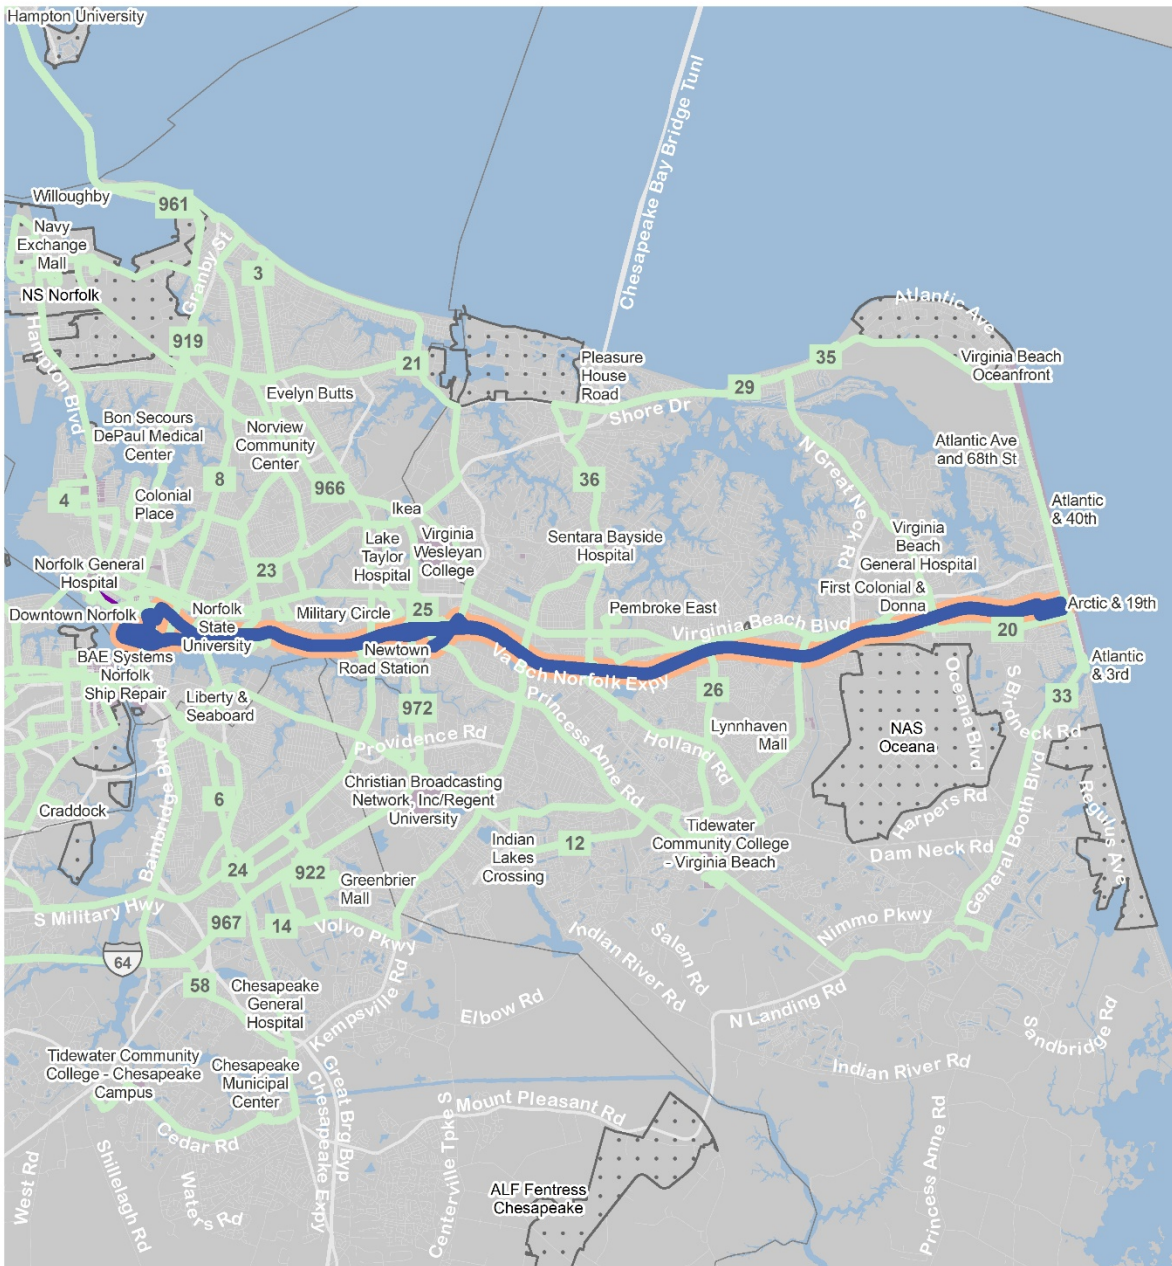 Hampton University
Chesapeake Bay Bridge Tunl
Willoughby
961
Navy
Exchange
Mall
Granby St
3
NS Norfolk
Atlantic Ave
Hampton Blvd
919
21
Pleasure
House
Road
35
Virginia Beach
Oceanfront
29
Evelyn Butts
Shore Dr
Bon Secours
DePaul Medical
Center
Norview
Community
Center
N Great Neck Rd
Atlantic Ave
and 68th St
8
966
36
4
Colonial
Place
Ikea
Atlantic
& 40th
Lake
Taylor
Hospital
Virginia
Wesleyan
College
Sentara Bayside
Hospital
Virginia
Beach
General Hospital
Norfolk General
Hospital
23
First Colonial &
Donna
Downtown Norfolk
Norfolk
State
University
Military Circle
25
Pembroke East
Arctic & 19th
Virginia Beach Blvd
20
BAE Systems
Norfolk
Ship Repair
Newtown
Road Station
Va Bch Norfolk Expy
Atlantic
& 3rd
Liberty &
Seaboard
972
26
33
Princess Anne Rd
Oceana Blvd
S Birdneck Rd
Providence Rd
Holland Rd
Lynnhaven
Mall
NAS
Oceana
Bainbridge Blvd
Christian Broadcasting
Network, Inc/Regent
University
6
Craddock
Harpers Rd
General Booth Blvd
Regulus Ave
Indian
Lakes
Crossing
12
Tidewater
Community College
- Virginia Beach
Dam Neck Rd
24
922
Greenbrier
Mall
S Military Hwy
967
14
Volvo Pkwy
Nimmo Pkwy
64
Indian River Rd
Salem Rd
58
Chesapeake
General
Hospital
Kempsville Rd
Elbow Rd
N Landing Rd
Sandbridge Rd
Tidewater Community
College - Chesapeake
Campus
Chesapeake
Municipal
Center
Indian River Rd
Great Brg Byp
Chesapeake Expy
Centerville Tpke S
Mount Pleasant Rd
Cedar Rd
West Rd
Shillelagh Rd
Waters Rd
Princess Anne Rd
ALF Fentress
Chesapeake